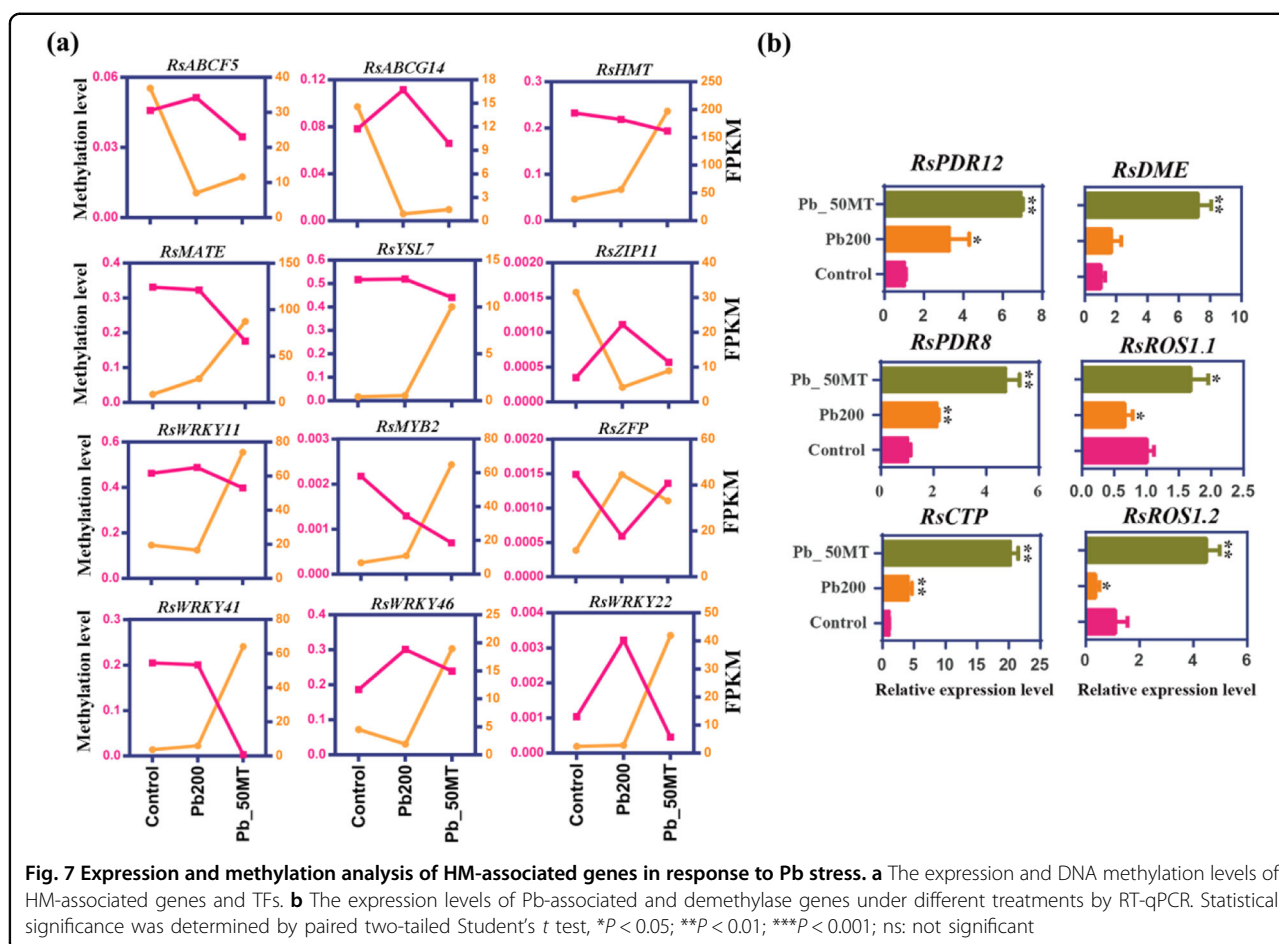 (a)
RsABCF5
RsABCG14
RsHMT
Methylation level
0.06
0.03
0.00
40
30
20
10
0
0.12
0.08
0.04
0.00
18
15
12
9
6
3
0
0.3
0.2
0.1
0.0
250
200
150
100
50
0
FPKM
RsMATE
RsYSL7
RsZIP11
Methylation level
0.4
0.3
0.2
0.1
0.0
150
100
50
0
0.7
0.6
0.5
0.4
0.3
0.2
0.1
0.0
15
10
5
0
0.0020
0.0015
0.0010
0.0005
0.0000
40
30
20
10
0
FPKM
RsWRKY11
RsMYB2
RsZFP
Methylation level
0.6
0.4
0.2
0.0
80
60
40
20
0
0.003
0.002
0.001
0.000
80
60
40
20
0
0.0020
0.0015
0.0010
0.0005
0.0000
60
40
20
0
FPKM
RsWRKY41
RsWRKY46
RsWRKY22
Methylation level
0.3
0.2
0.1
0.0
80
60
40
20
0
0.4
0.3
0.2
0.1
0.0
25
20
15
10
5
0
0.004
0.003
0.002
0.001
0.000
50
40
30
20
10
0
FPKM
Control
Pb200
Pb_50MT
Control
Pb200
Pb_50MT
Control
Pb200
Pb_50MT
(b)
RsPDR12
RsDME
Pb_50MT
**
**
Pb200
*
Control
0 2 4 6 8
0 2 4 6 8 10
RsPDR8
RsROS1.1
Pb_50MT
**
*
Pb200
**
*
Control
0 2 4 6
0.0 0.5 1.0 1.5 2.0 2.5
RsCTP
RsROS1.2
Pb_50MT
**
**
Pb200
**
*
Control
0 5 10 15 20 25
0 2 4 6
Relative expression level
Relative expression level
Fig. 7 Expression and methylation analysis of HM-associated genes in response to Pb stress. a The expression and DNA methylation levels of
HM-associated genes and TFs. b The expression levels of Pb-associated and demethylase genes under different treatments by RT-qPCR. Statistical
significance was determined by paired two-tailed Student's t test, *P < 0.05; **P < 0.01; ***P < 0.001; ns: not significant